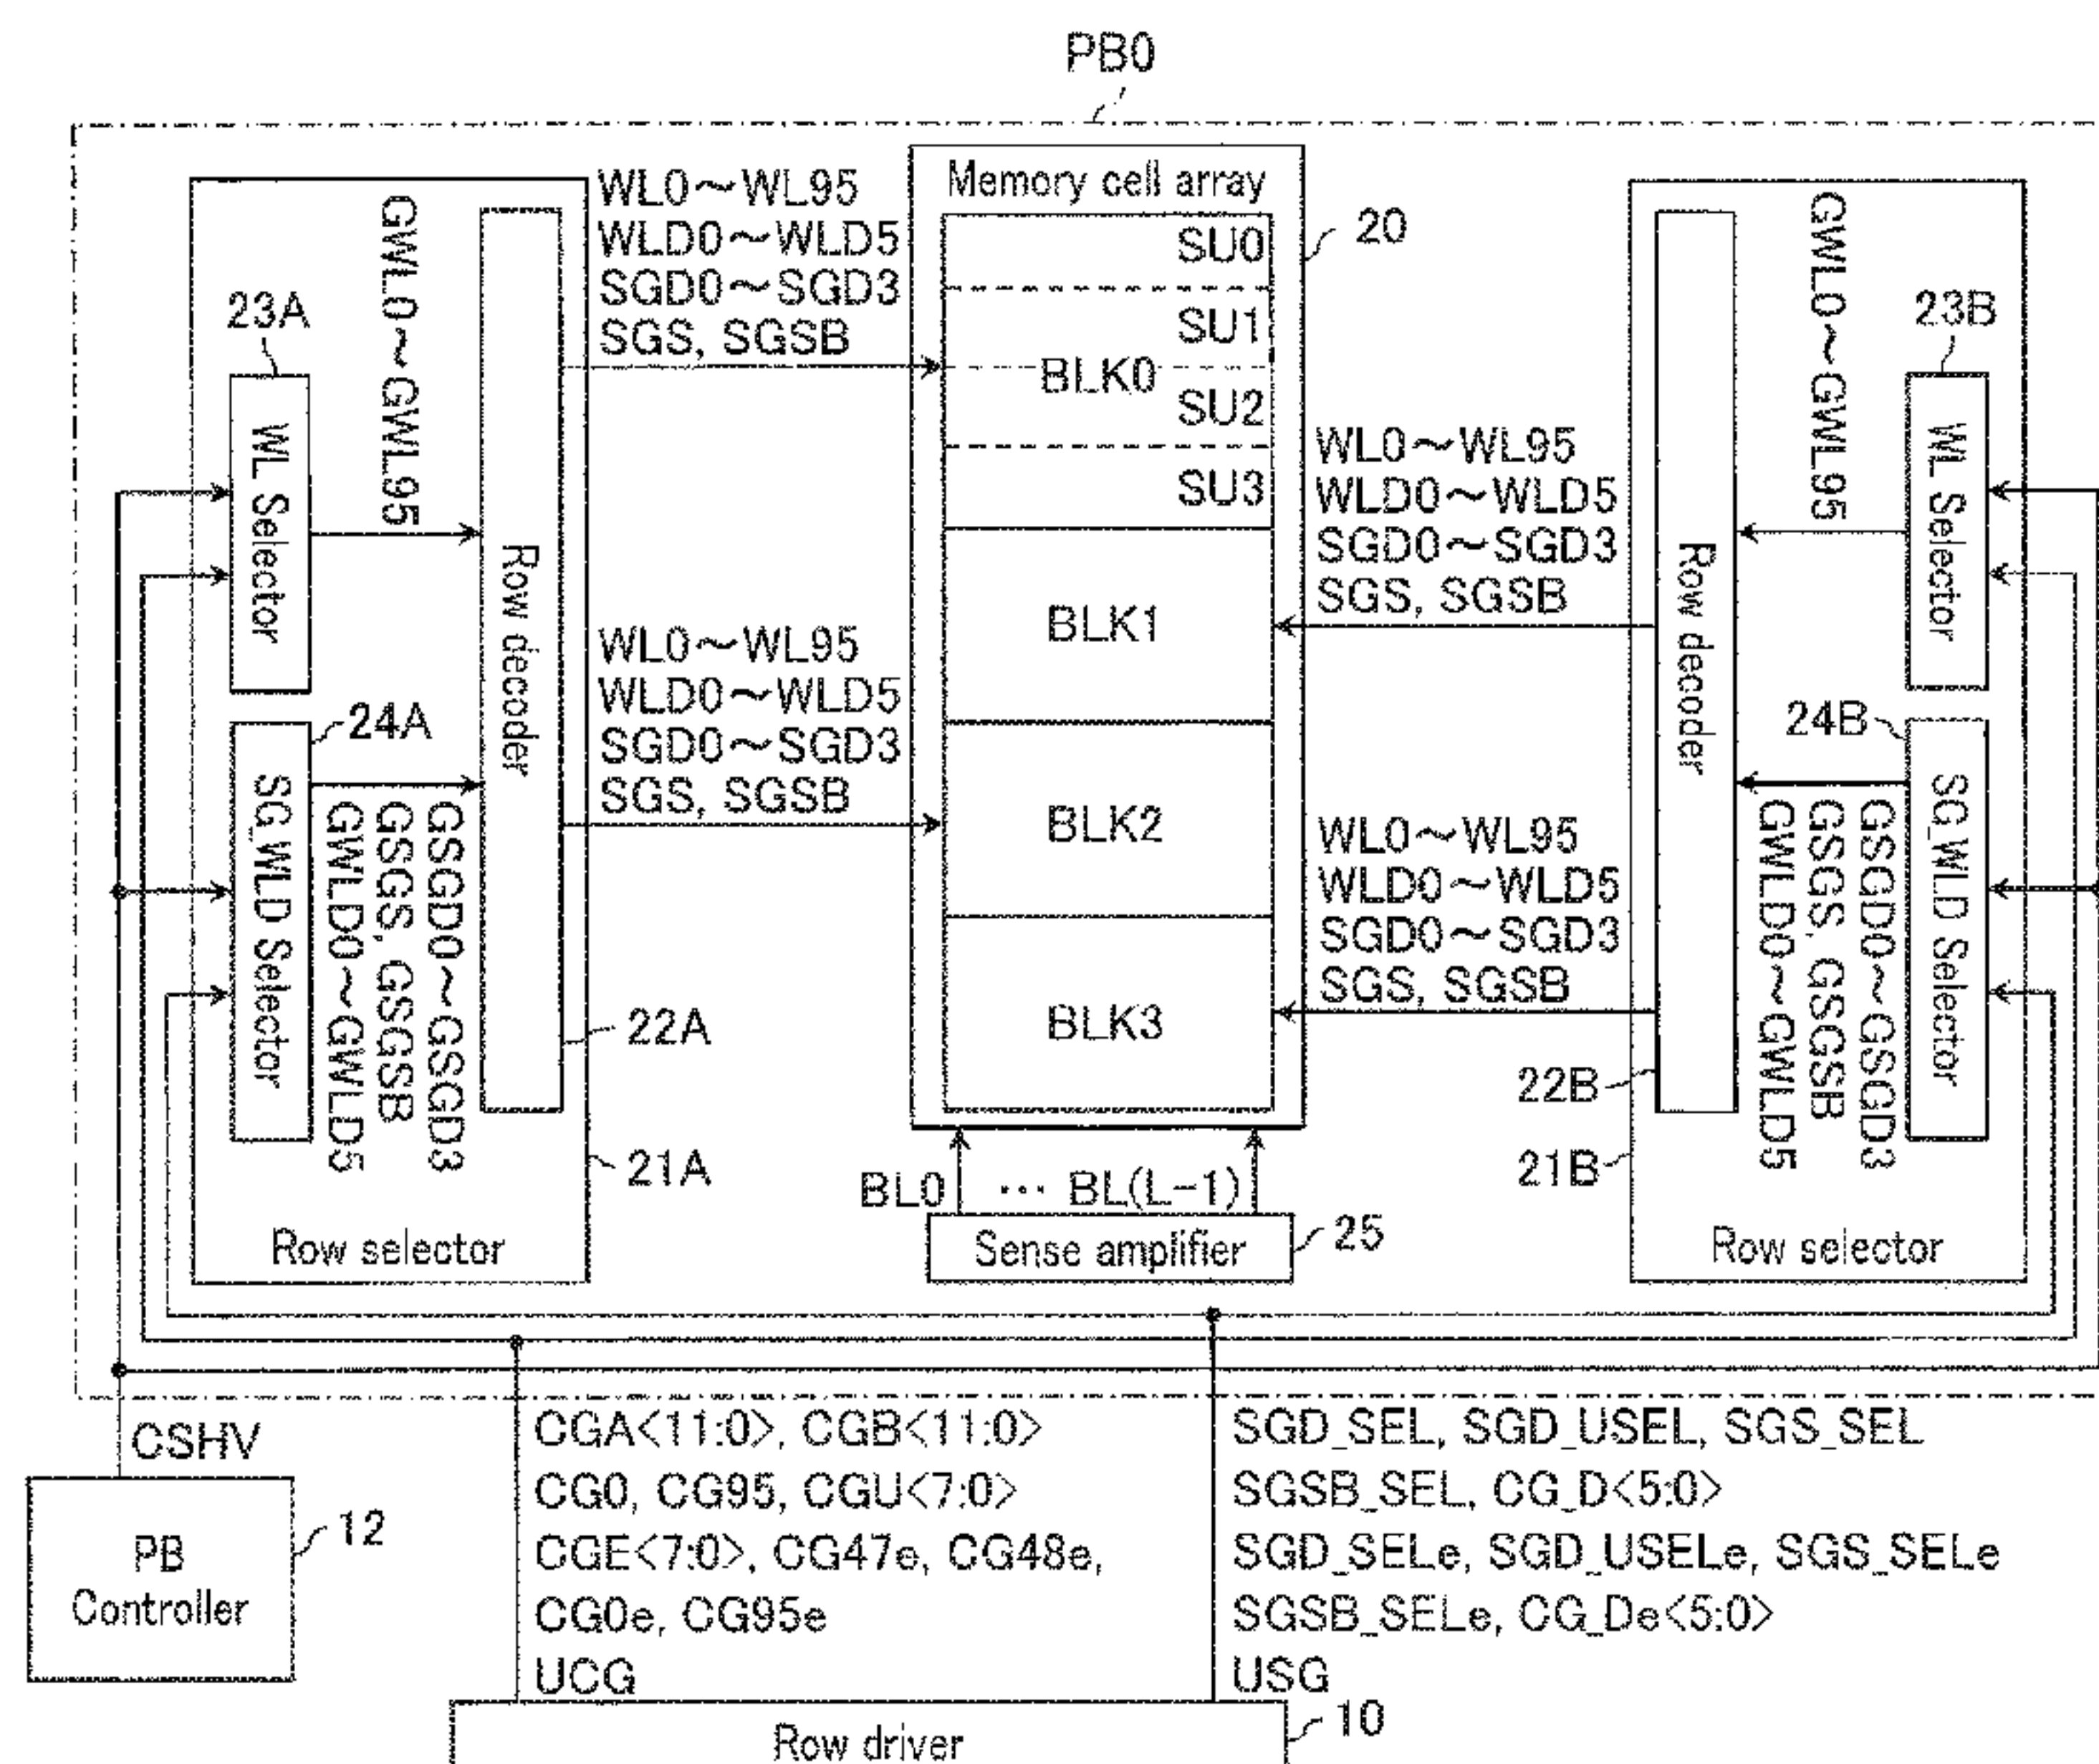 PB0
WL0～WL95
WLD0～WLD5
SGD0～SGD3
SGS, SGSB
Memory cell array
SU0
SU1
BLK0
SU2
SU3
BLK1
BLK2
BLK3
20
GWL0～GWL95
23A
WL Selector
Row decoder
24A
SG_WLD Selector
GSGD0～GSGD3
GSGS, GSGSB
GWLD0～GWLD5
22A
21A
Row selector
WL0～WL95
WLD0～WLD5
SGD0～SGD3
SGS, SGSB
WL0～WL95
WLD0～WLD5
SGD0～SGD3
SGS, SGSB
WL0～WL95
WLD0～WLD5
SGD0～SGD3
SGS, SGSB
GWL0～GWL95
23B
WL Selector
Row decoder
24B
SG_WLD Selector
GSGD0～GSGD3
GSGS, GSGSB
GWLD0～GWLD5
22B
21B
Row selector
BL0 ··· BL(L-1)
Sense amplifier
25
CSHV
PB
Controller
12
CGA<11:0>, CGB<11:0>
CG0, CG95, CGU<7:0>
CGE<7:0>, CG47e, CG48e,
CG0e, CG95e
UCG
SGD_SEL, SGD_USEL, SGS_SEL
SGSB_SEL, CG_D<5:0>
SGD_SELe, SGD_USELe, SGS_SELe
SGSB_SELe, CG_De<5:0>
USG
Row driver
10